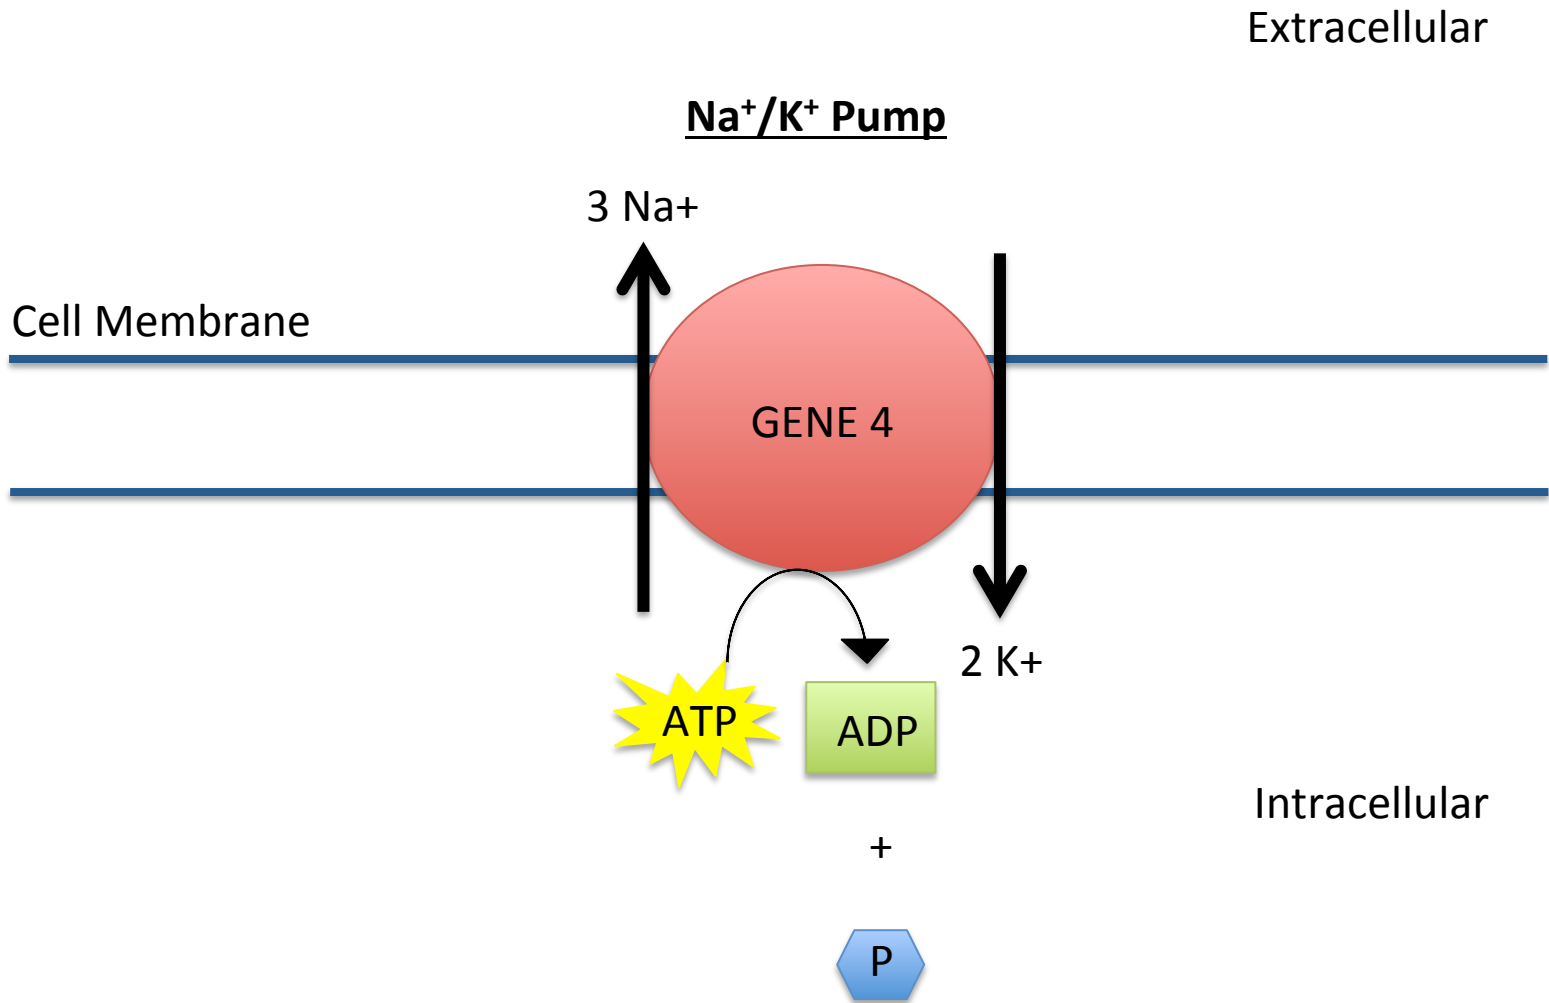 Extracellular
Na⁺/K⁺ Pump
3 Na+
Cell Membrane
GENE 4
2 K+
ATP
ADP
Intracellular
+
P